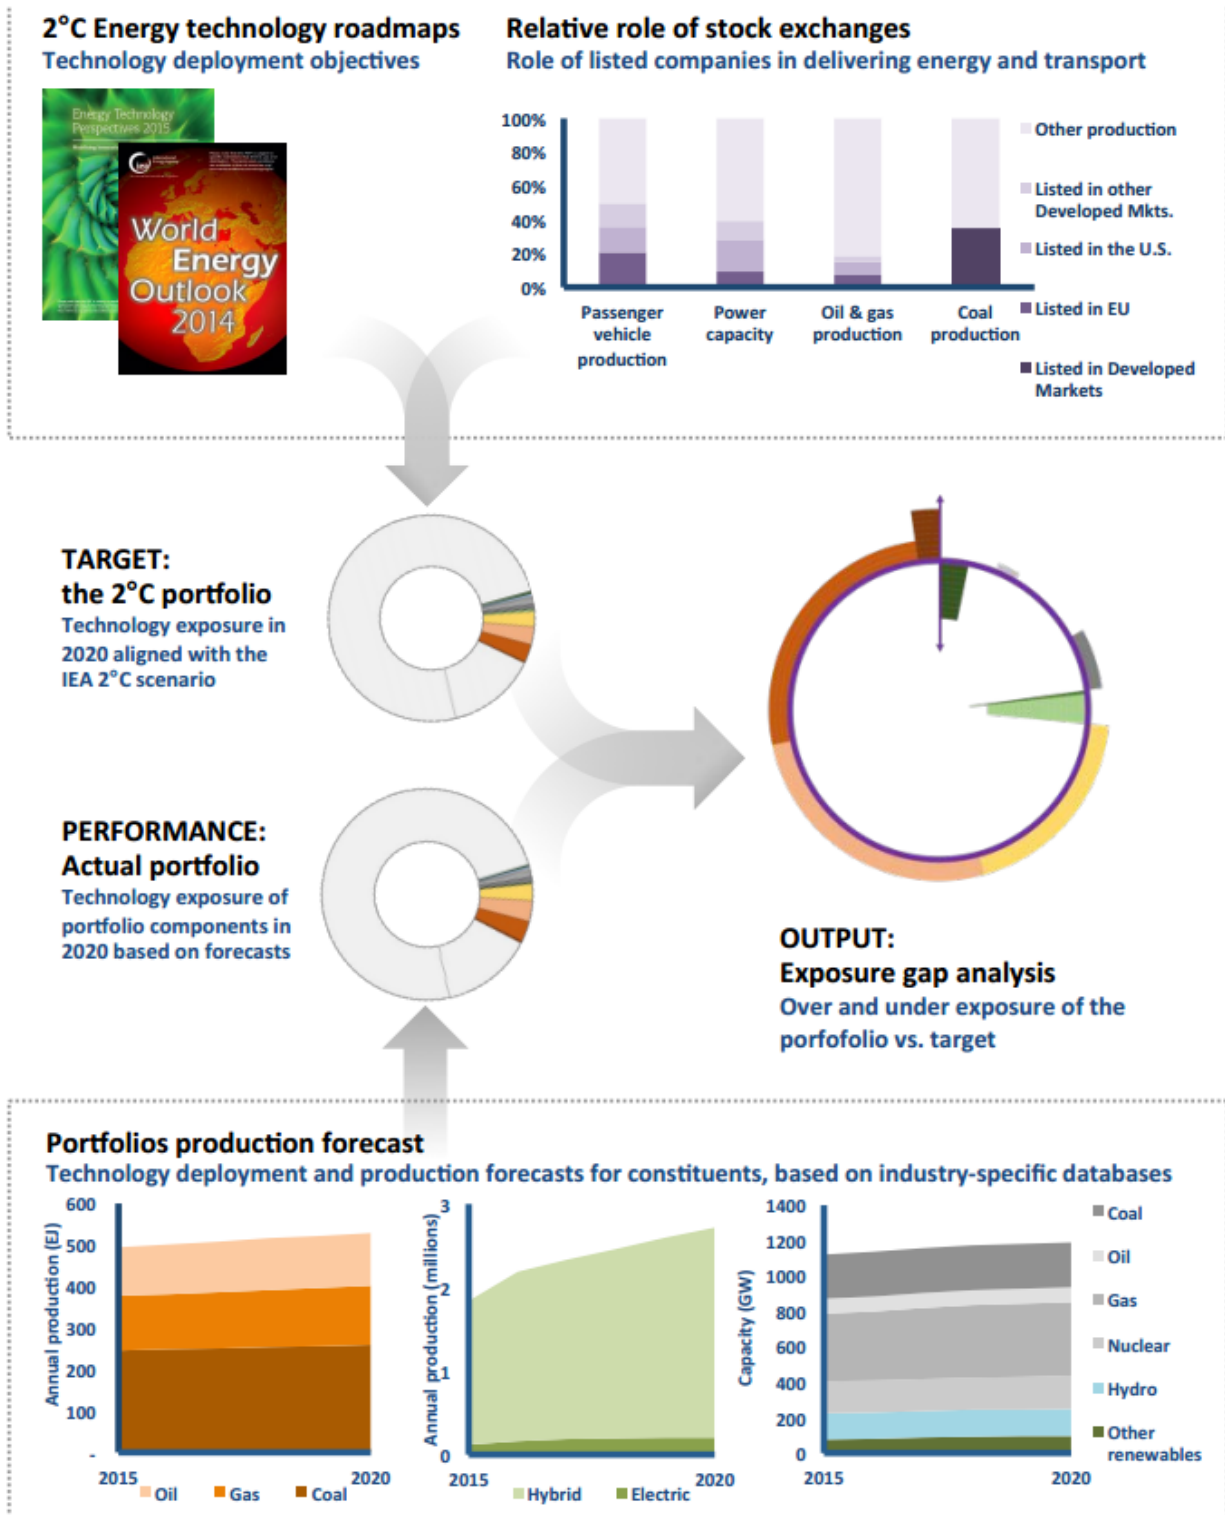 2°C Energy technology roadmaps
Technology deployment objectives
Energy Technology
Perspectives 2015
iea
World
Energy
Outlook
2014
Relative role of stock exchanges
Role of listed companies in delivering energy and transport
100%
80%
60%
40%
20%
0%
Passenger
vehicle
production
Power
capacity
Oil & gas
production
Coal
production
Other production
Listed in other
Developed Mkts.
Listed in the U.S.
Listed in EU
Listed in Developed
Markets
TARGET:
the 2°C portfolio
Technology exposure in
2020 aligned with the
IEA 2°C scenario
PERFORMANCE:
Actual portfolio
Technology exposure of
portfolio components in
2020 based on forecasts
OUTPUT:
Exposure gap analysis
Over and under exposure of the
porfofolio vs. target
Portfolios production forecast
Technology deployment and production forecasts for constituents, based on industry-specific databases
Annual production (EJ)
600
500
400
300
200
100
-
2015
2020
Oil
Gas
Coal
Annual production (millions)
3
2
1
0
2015
2020
Hybrid
Electric
Capacity (GW)
1400
1200
1000
800
600
400
200
0
2015
2020
Coal
Oil
Gas
Nuclear
Hydro
Other
renewables